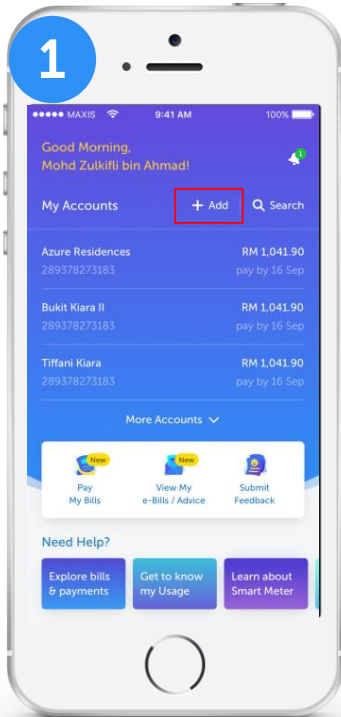 1
MAXIS 9:41 AM 100%
Good Morning,
Mohd Zulkifli bin Ahmad!
1
My Accounts + Add Search
Azure Residences RM 1,041.90
289378273183 pay by 16 Sep
Bukit Kiara II RM 1,041.90
289378273183 pay by 16 Sep
Tiffani Kiara RM 1,041.90
289378273183 pay by 16 Sep
More Accounts
New New
Pay View My Submit
My Bills e-Bills / Advice Feedback
Need Help?
Explore bills Get to know Learn about
& payments my Usage Smart Meter